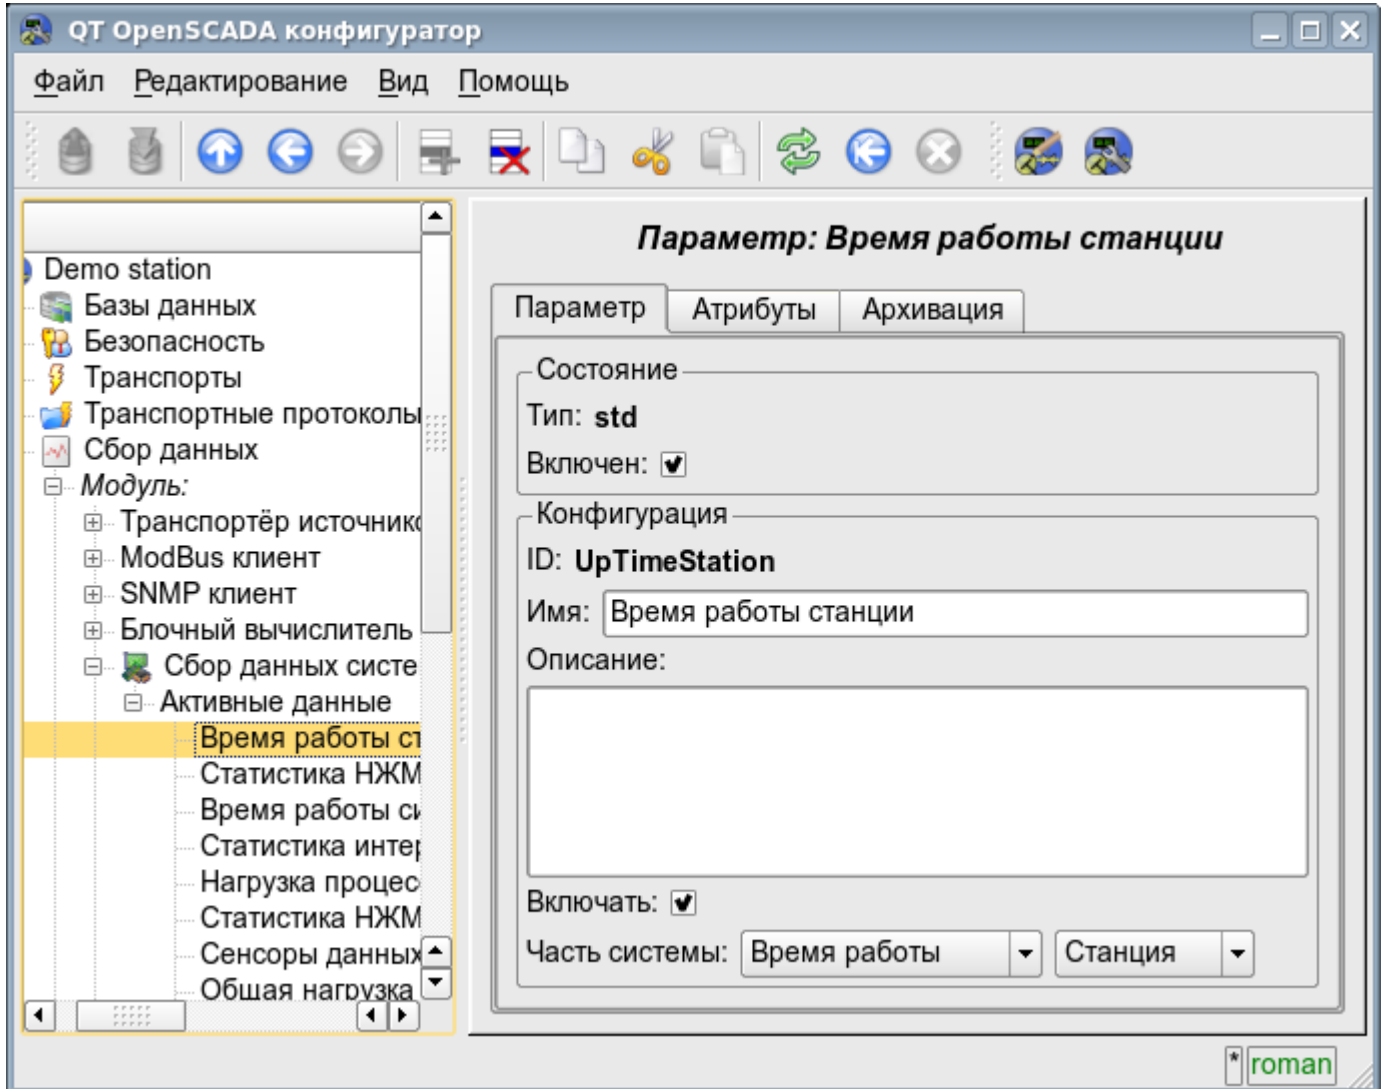 QT OpenSCADA конфигуратор
Файл Редактирование Вид Помощь
Demo station
Базы данных
Безопасность
Транспорты
Транспортные протоколы
Сбор данных
Модуль:
Транспортёр источнико
ModBus клиент
SNMP клиент
Блочный вычислитель
Сбор данных систе
Активные данные
Время работы ст
Статистика НЖМ
Время работы си
Статистика интер
Нагрузка процес
Статистика НЖМ
Сенсоры данных
Общая нагрузка
Параметр: Время работы станции
Параметр Атрибуты Архивация
Состояние
Тип: std
Включен:
Конфигурация
ID: UpTimeStation
Имя: Время работы станции
Описание:
Включать:
Часть системы: Время работы Станция
* roman